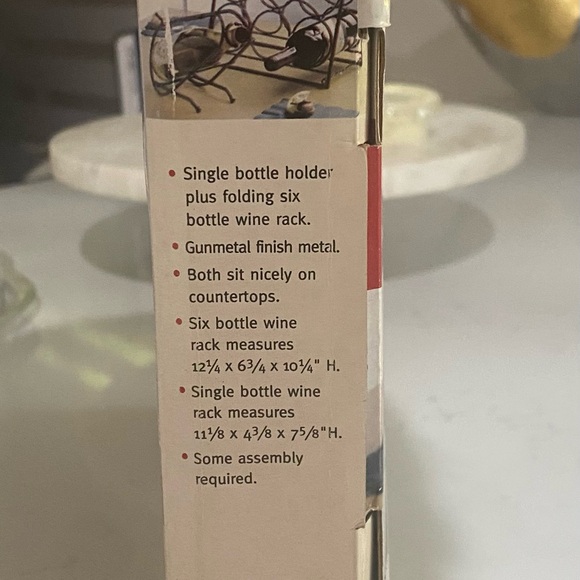 • Single bottle holder
plus folding six
bottle wine rack.
• Gunmetal finish metal.
• Both sit nicely on
countertops.
• Six bottle wine
rack measures
12¼ x 6¾ x 10¼" H.
• Single bottle wine
rack measures
11⅛ x 4⅜ x 7⅝"H.
• Some assembly
required.